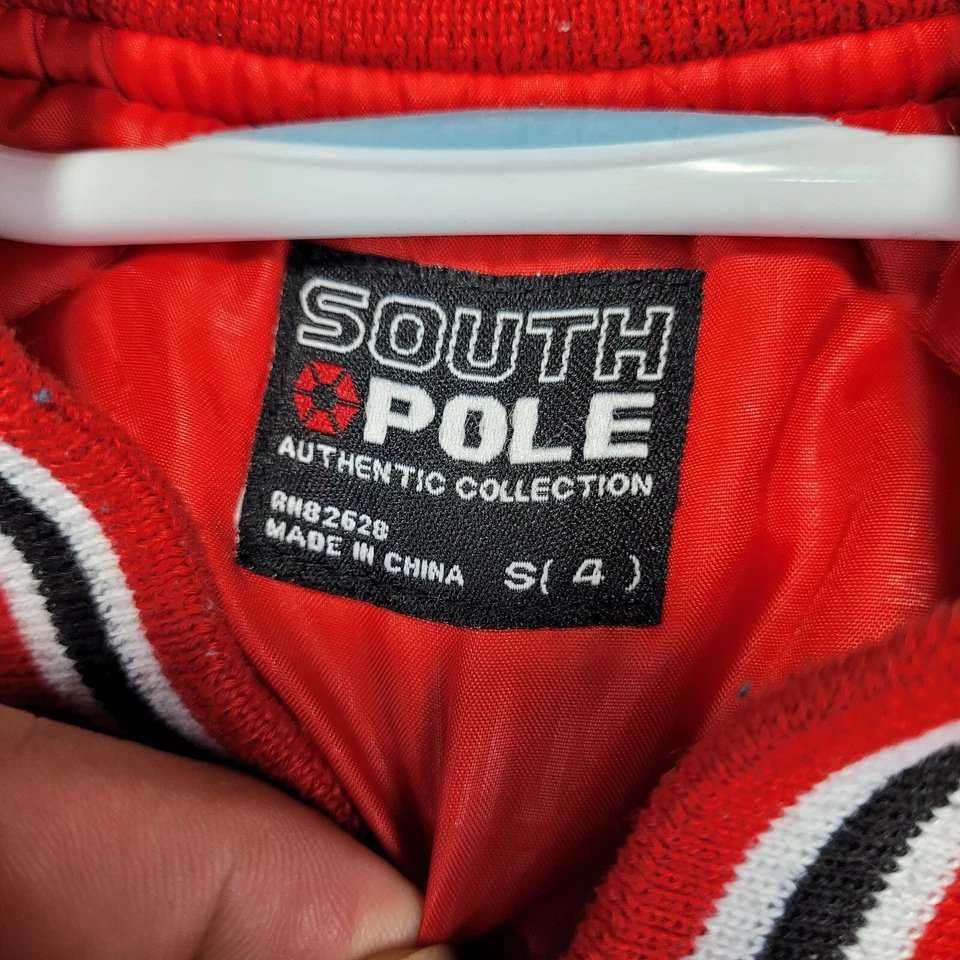 SOUTH
POLE
AUTHENTIC COLLECTION
RN82628
MADE IN CHINA
S( 4 )